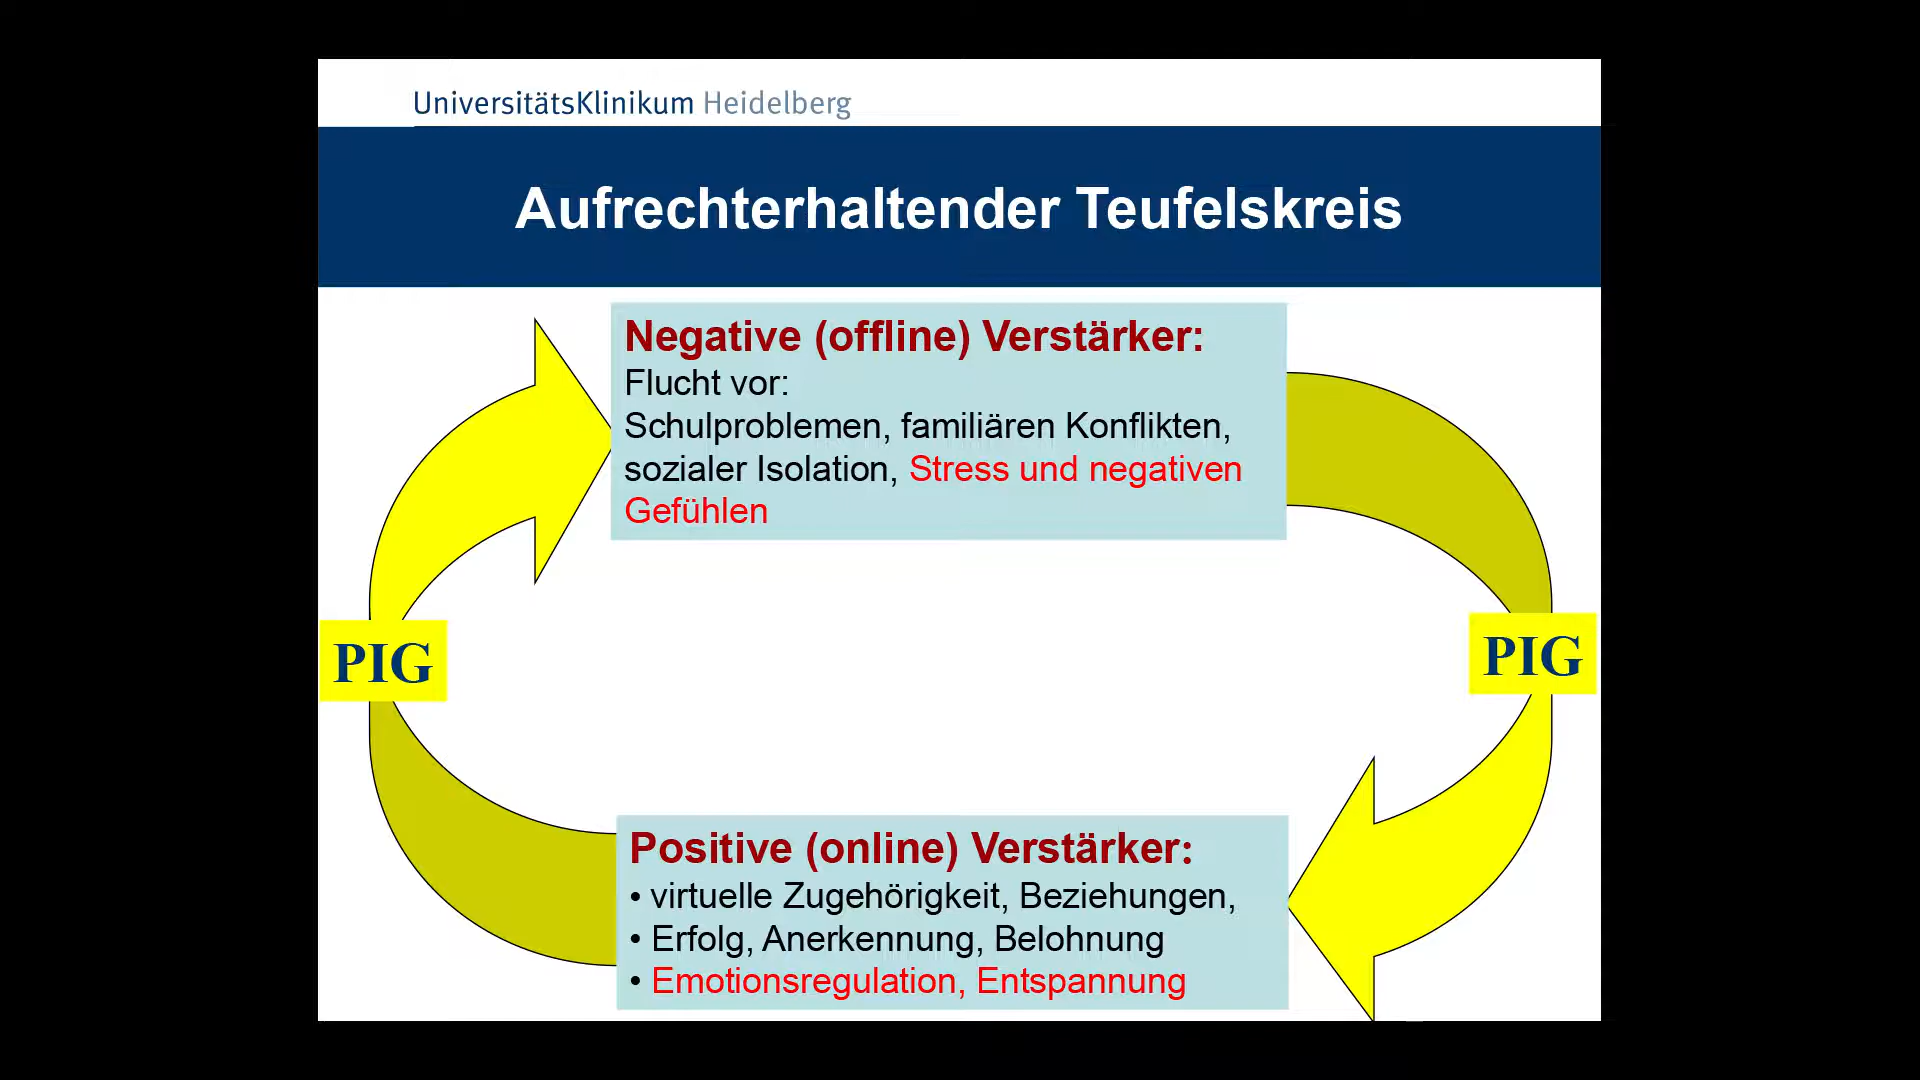 UniversitätsKlinikum Heidelberg
Aufrechterhaltender Teufelskreis
Negative (offline) Verstärker:
Flucht vor:
Schulproblemen, familiären Konflikten,
sozialer Isolation, Stress und negativen
Gefühlen
PIG
PIG
Positive (online) Verstärker:
• virtuelle Zugehörigkeit, Beziehungen,
• Erfolg, Anerkennung, Belohnung
• Emotionsregulation, Entspannung